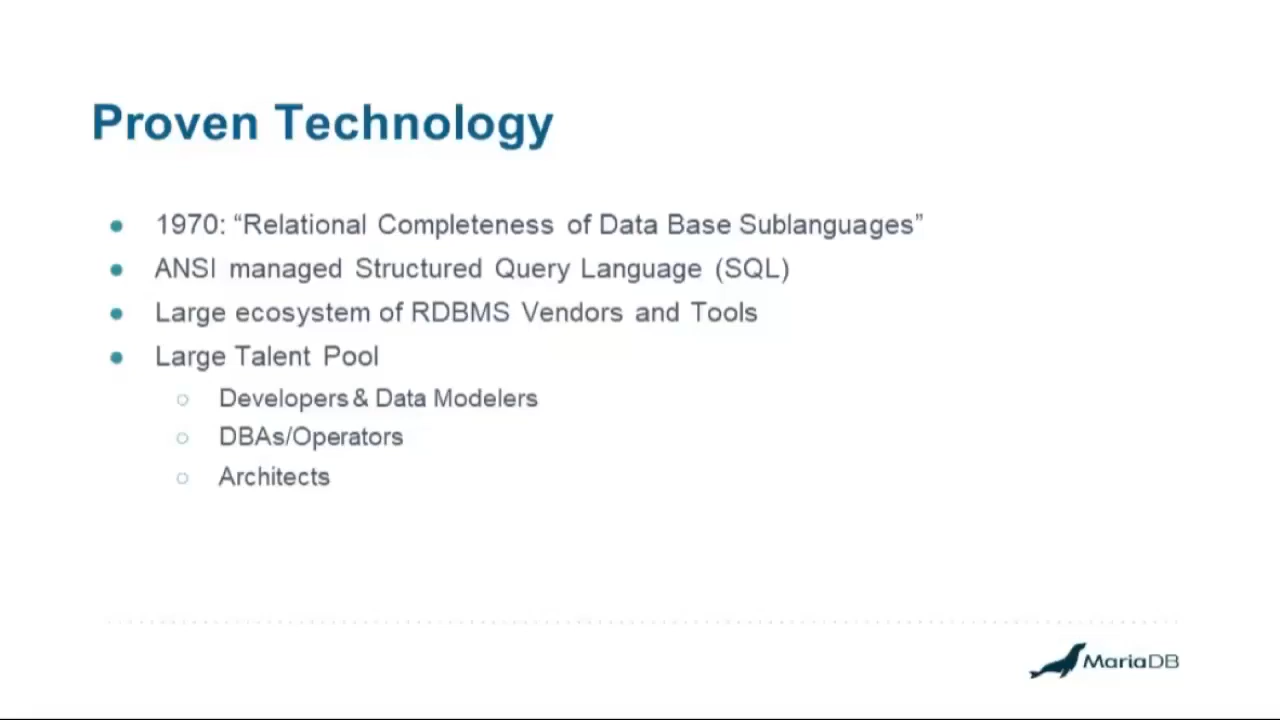 Proven Technology
1970: “Relational Completeness of Data Base Sublanguages”
ANSI managed Structured Query Language (SQL)
Large ecosystem of RDBMS Vendors and Tools
Large Talent Pool
Developers & Data Modelers
DBAs/Operators
Architects
MariaDB